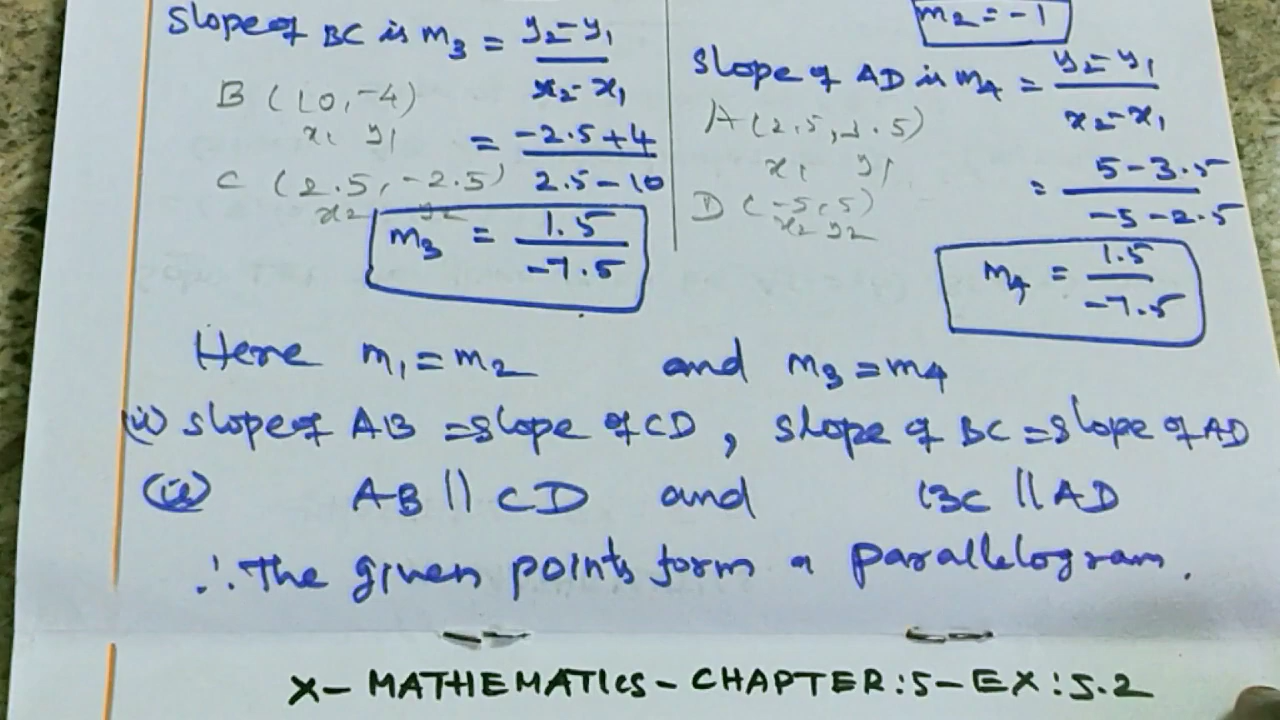 Slope of BC is m3 = y2-y1
x2-x1
B (10,-4)
x1 y1
= -2.5+4
2.5-10
C (2.5,-2.5)
x2 y2
m3 = 1.5
-7.5
m2 = -1
Slope of AD is m4 = y2-y1
x2-x1
A (2.5,3.5)
x1 y1
= 5-3.5
-5-2.5
D (-5,5)
x2 y2
m4 = 1.5
-7.5
Here m1=m2 and m3=m4
slope of AB =slope of CD, slope of BC=slope of AD
(ie) AB || CD and BC || AD
∴ The given points form a parallelogram.
X- MATHEMATICS - CHAPTER:5-EX:5.2